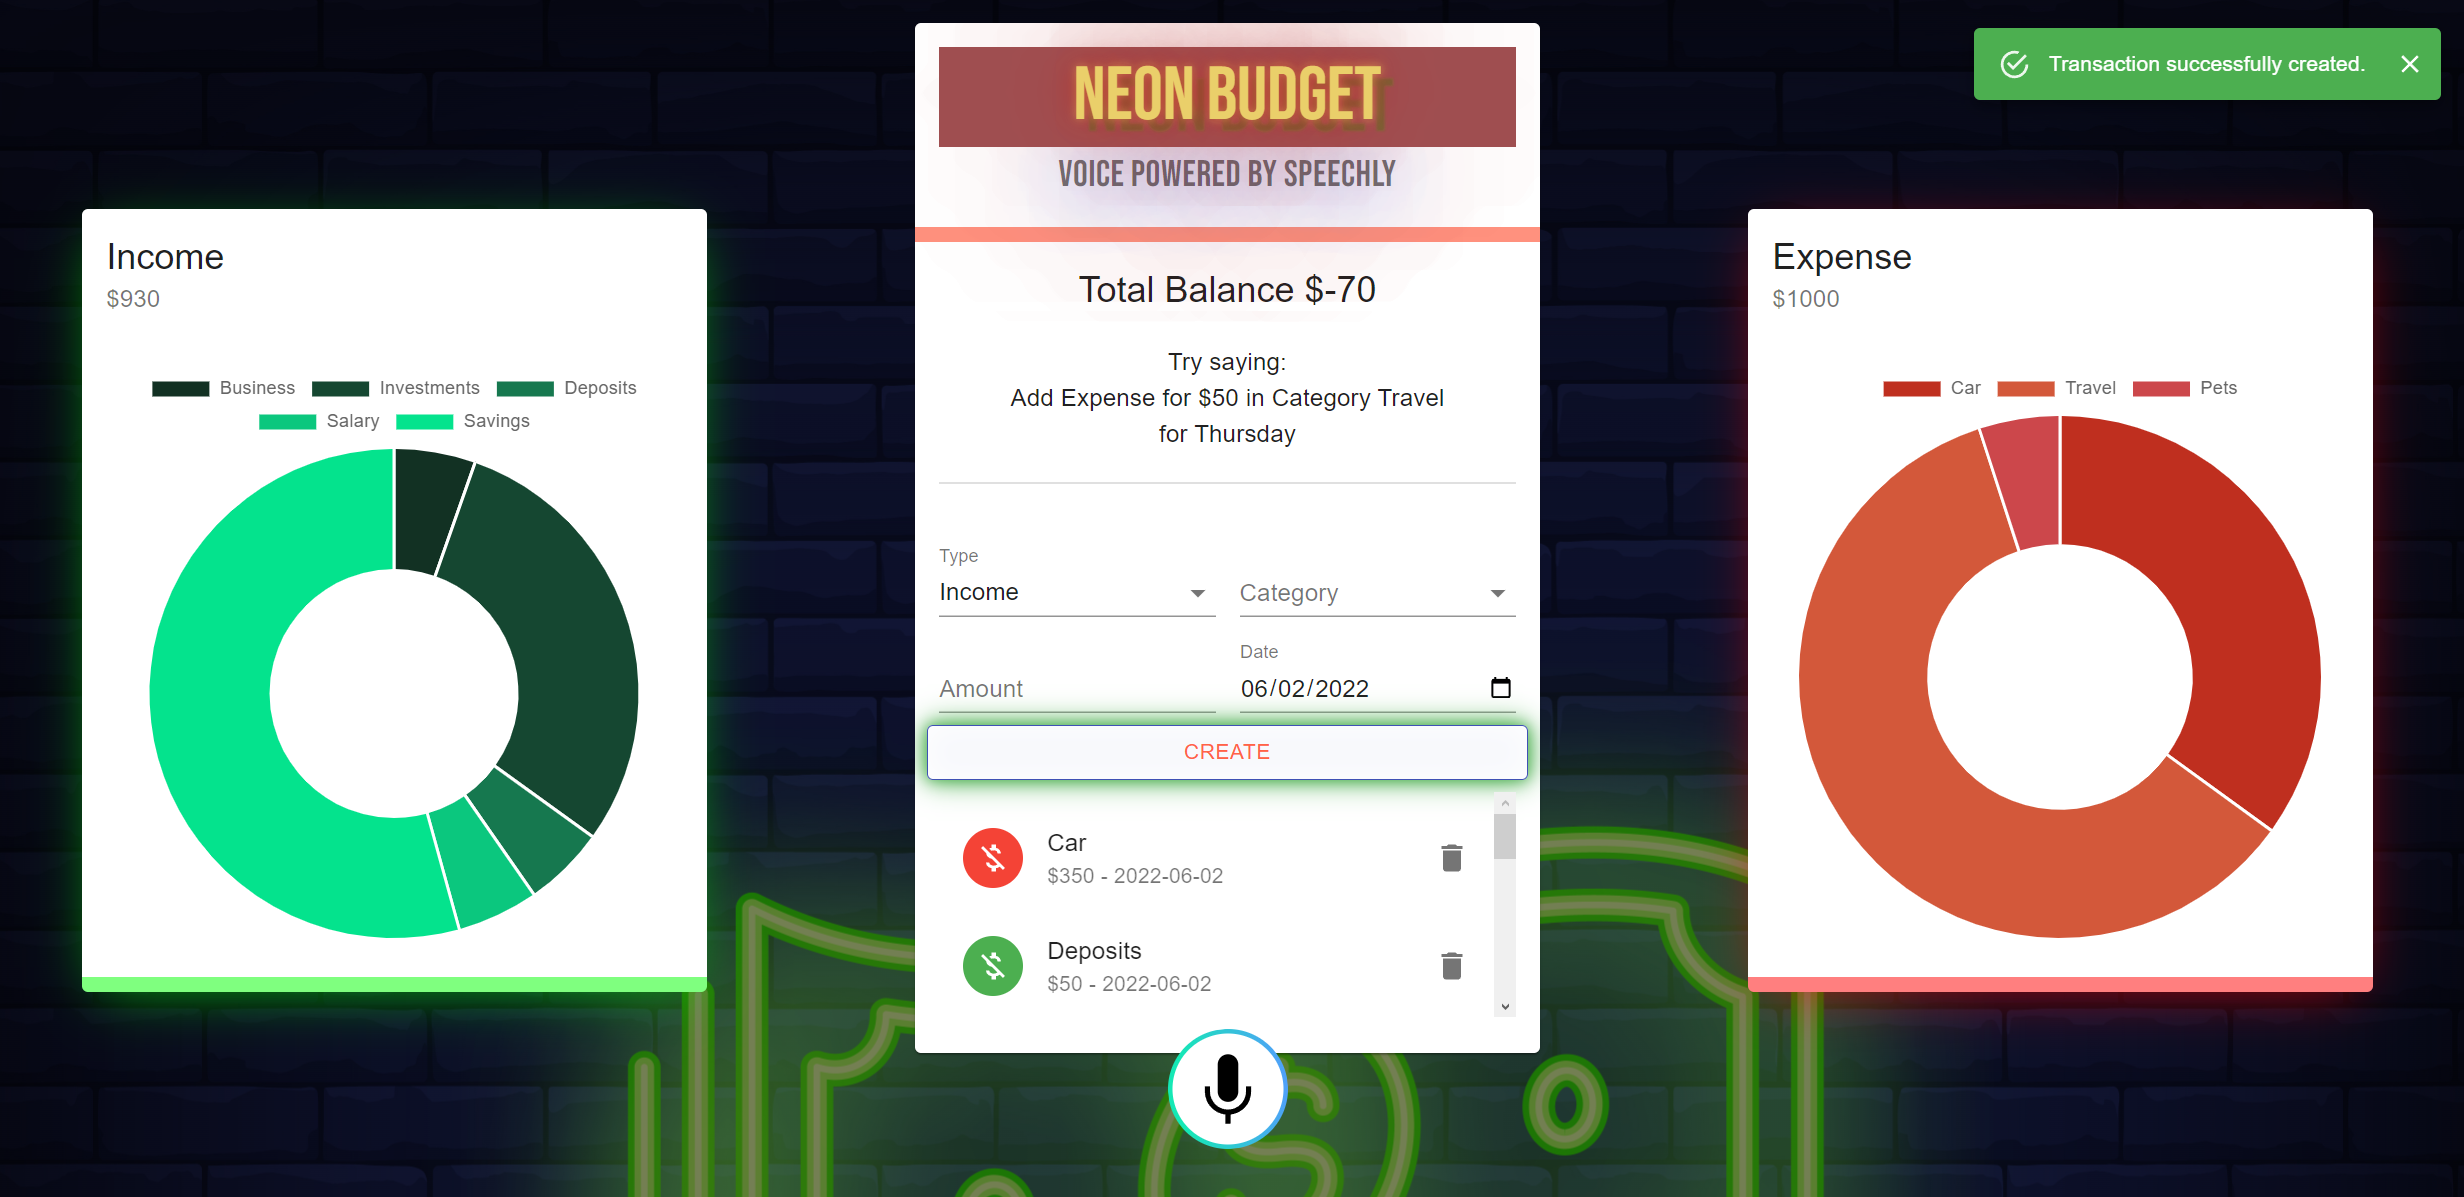 Income
$930
Business Investments Deposits
Salary Savings
NEON BUDGET
VOICE POWERED BY SPEECHLY
Total Balance $-70
Try saying:
Add Expense for $50 in Category Travel
for Thursday
Type
Income
Category
Amount
Date
06/02/2022
CREATE
Car
$350 - 2022-06-02
Deposits
$50 - 2022-06-02
Transaction successfully created.
Expense
$1000
Car Travel Pets